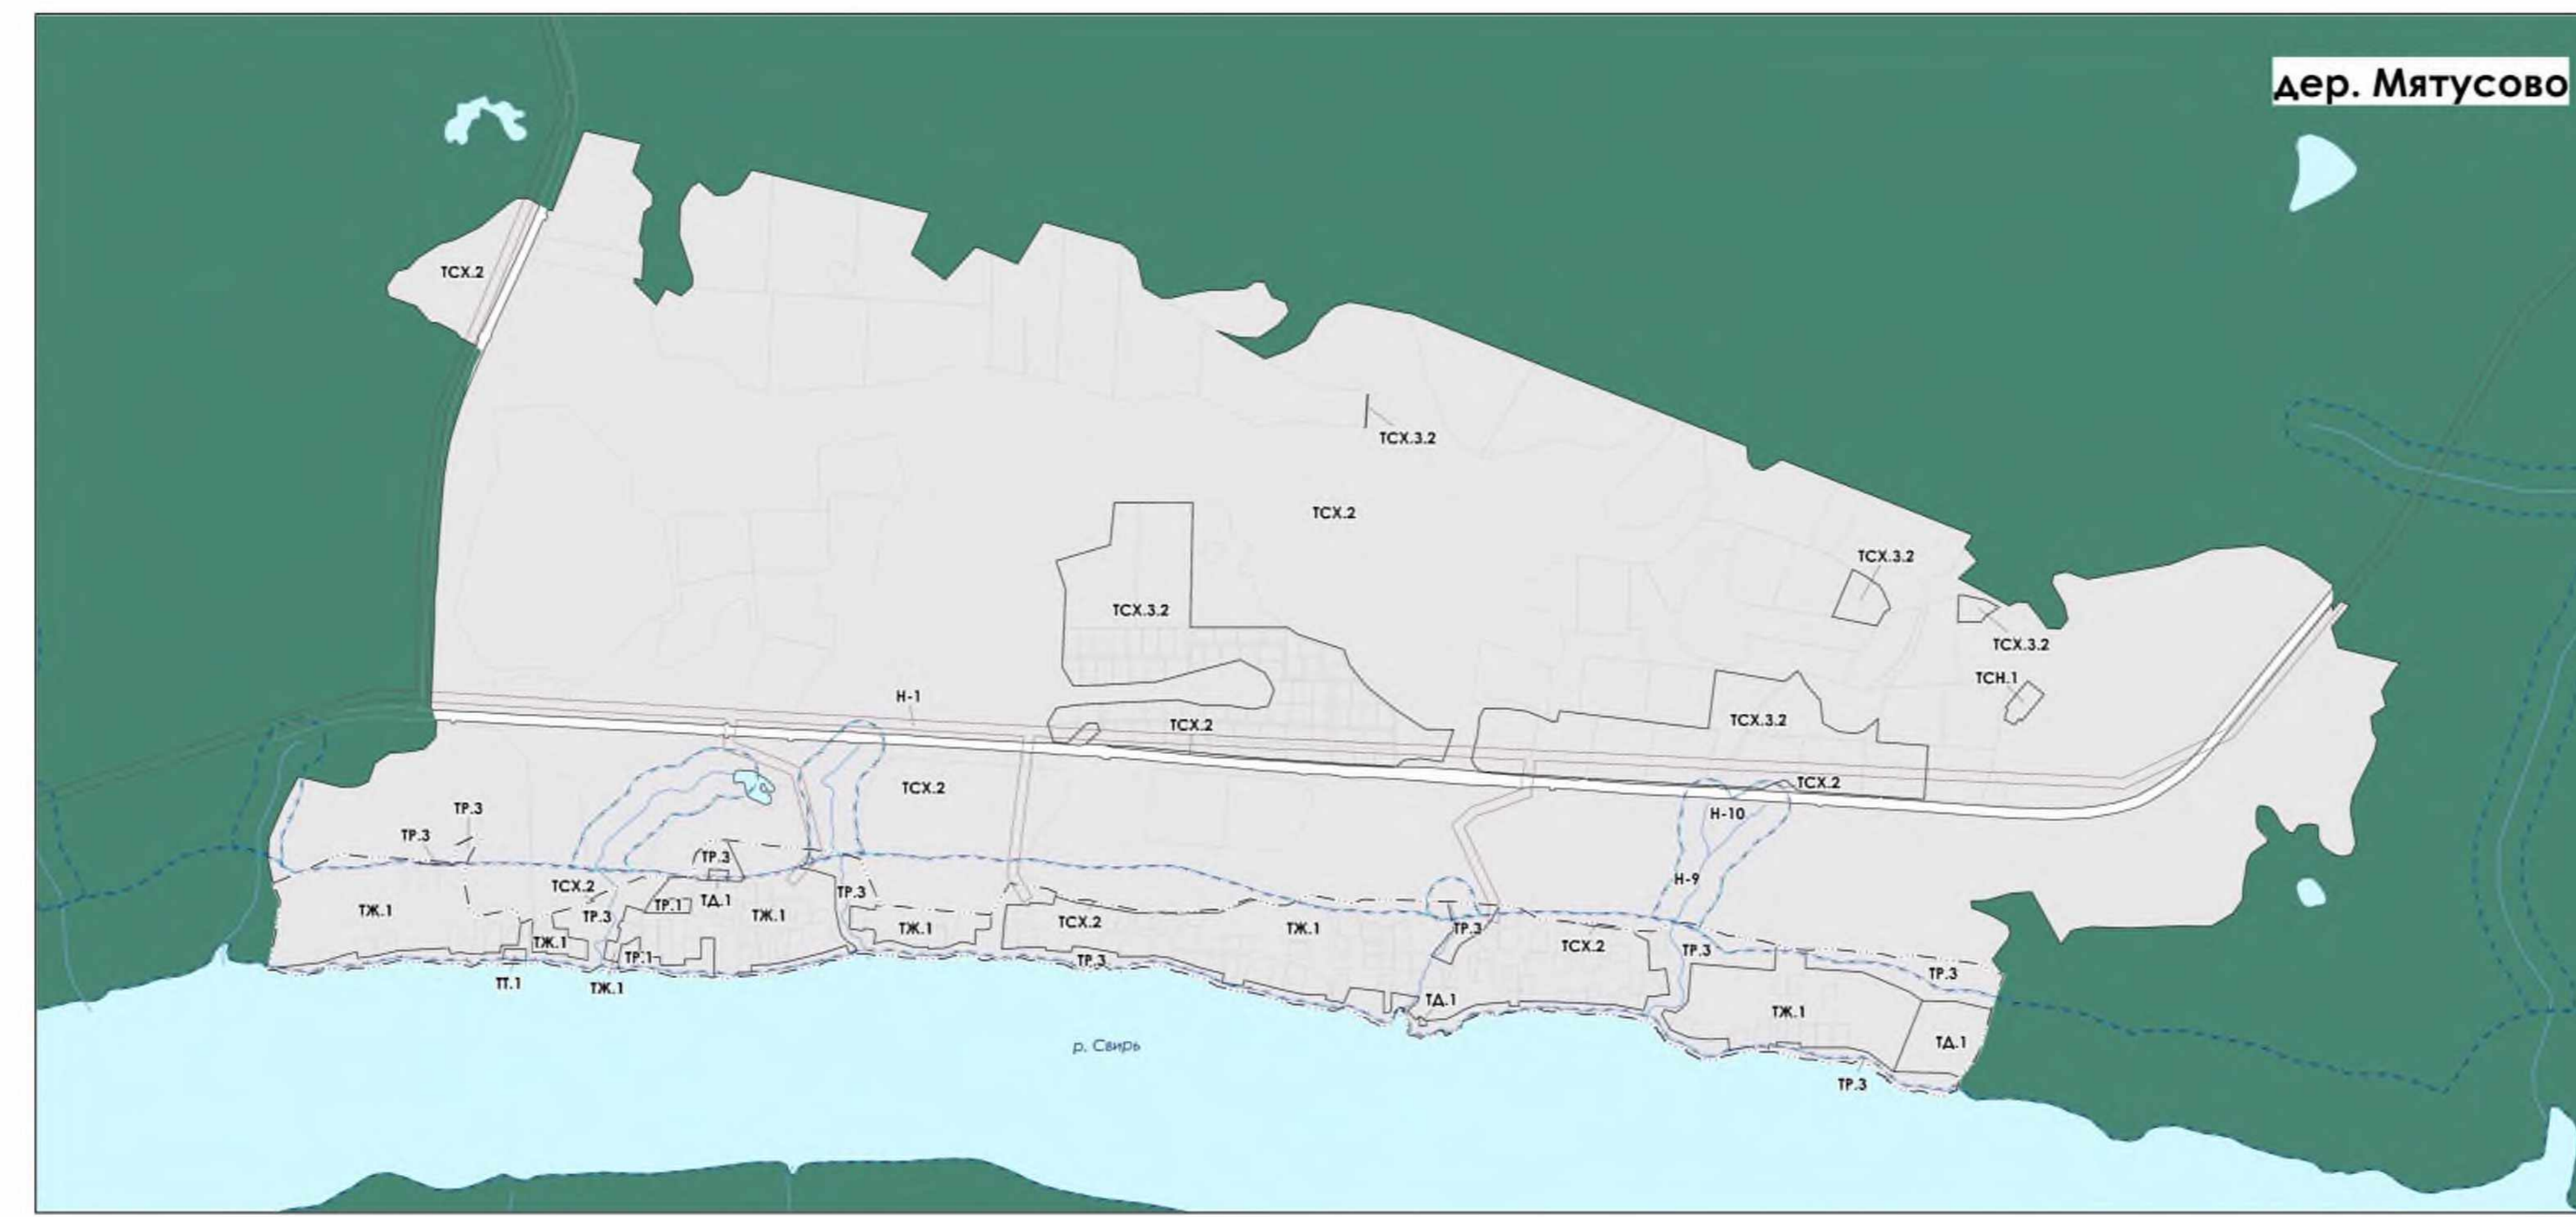 дер. Мятусово
ТСХ.2
ТСХ.3.2
ТСХ.2
ТСХ.3.2
ТСХ.3.2
ТСХ.3.2
ТСН.1
Н-1
ТСХ.2
ТСХ.3.2
ТСХ.2
ТСХ.2
ТР.3
Н-10
ТР.3
ТР.3
Н-9
ТСХ.2
ТР.3
ТР.1
ТД.1
ТЖ.1
ТЖ.1
ТР.3
ТСХ.2
ТЖ.1
ТЖ.1
ТР.3
ТЖ.1
ТР.3
ТСХ.2
ТР.1
ТР.3
ТР.3
ТР.3
ТТ.1
ТЖ.1
ТД.1
ТЖ.1
ТД.1
р. Свирь
ТР.3